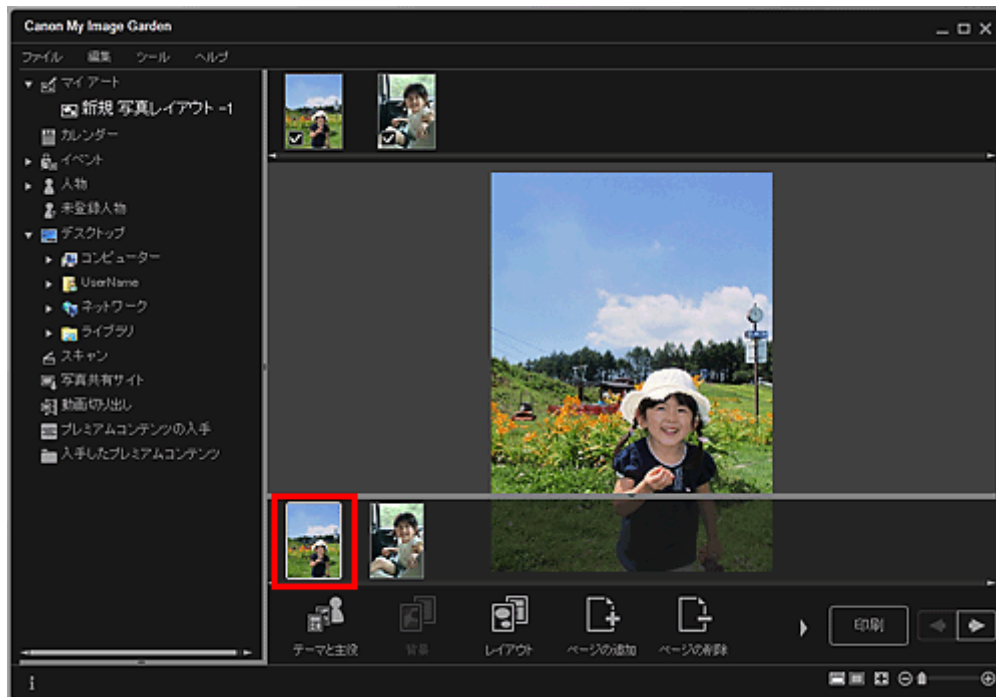 Canon My Image Garden
ファイル 編集 ツール ヘルプ
マイ アート
新規 写真レイアウト -1
カレンダー
イベント
人物
未登録人物
デスクトップ
コンピューター
UserName
ネットワーク
ライブラリ
スキャン
写真共有サイト
動画切り出し
プレミアムコンテンツの入手
入手したプレミアムコンテンツ
テーマと主役 背景 レイアウト ページの追加 ページの削除 印刷